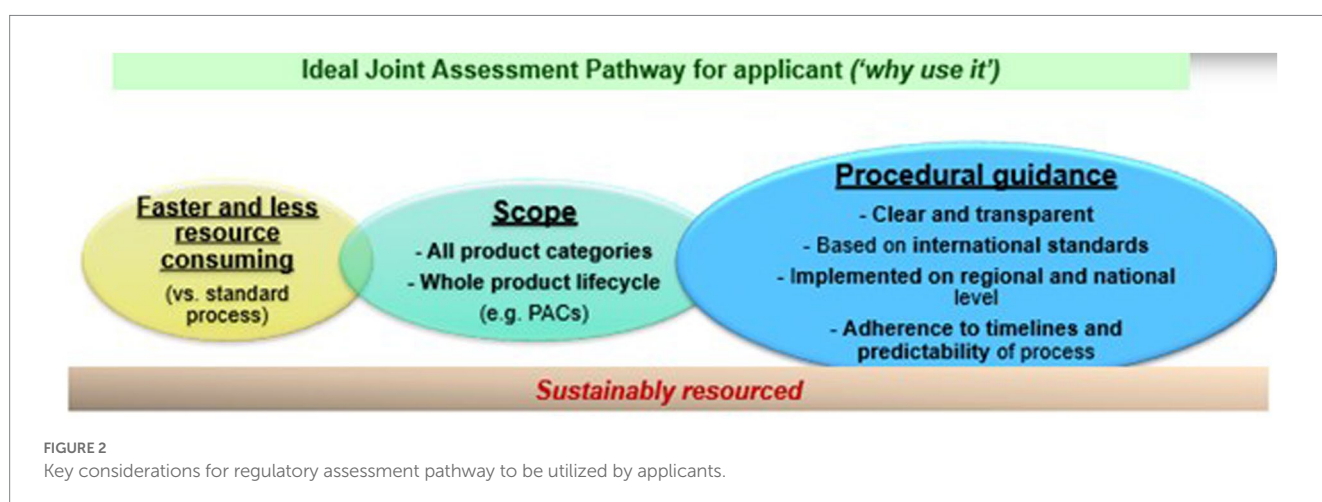 Ideal Joint Assessment Pathway for applicant ('why use it')
Faster and less
resource
consuming
(vs. standard
process)
Scope
- All product categories
- Whole product lifecycle
(e.g. PACs)
Procedural guidance
- Clear and transparent
- Based on international standards
- Implemented on regional and national
level
- Adherence to timelines and
predictability of process
Sustainably resourced
FIGURE 2
Key considerations for regulatory assessment pathway to be utilized by applicants.